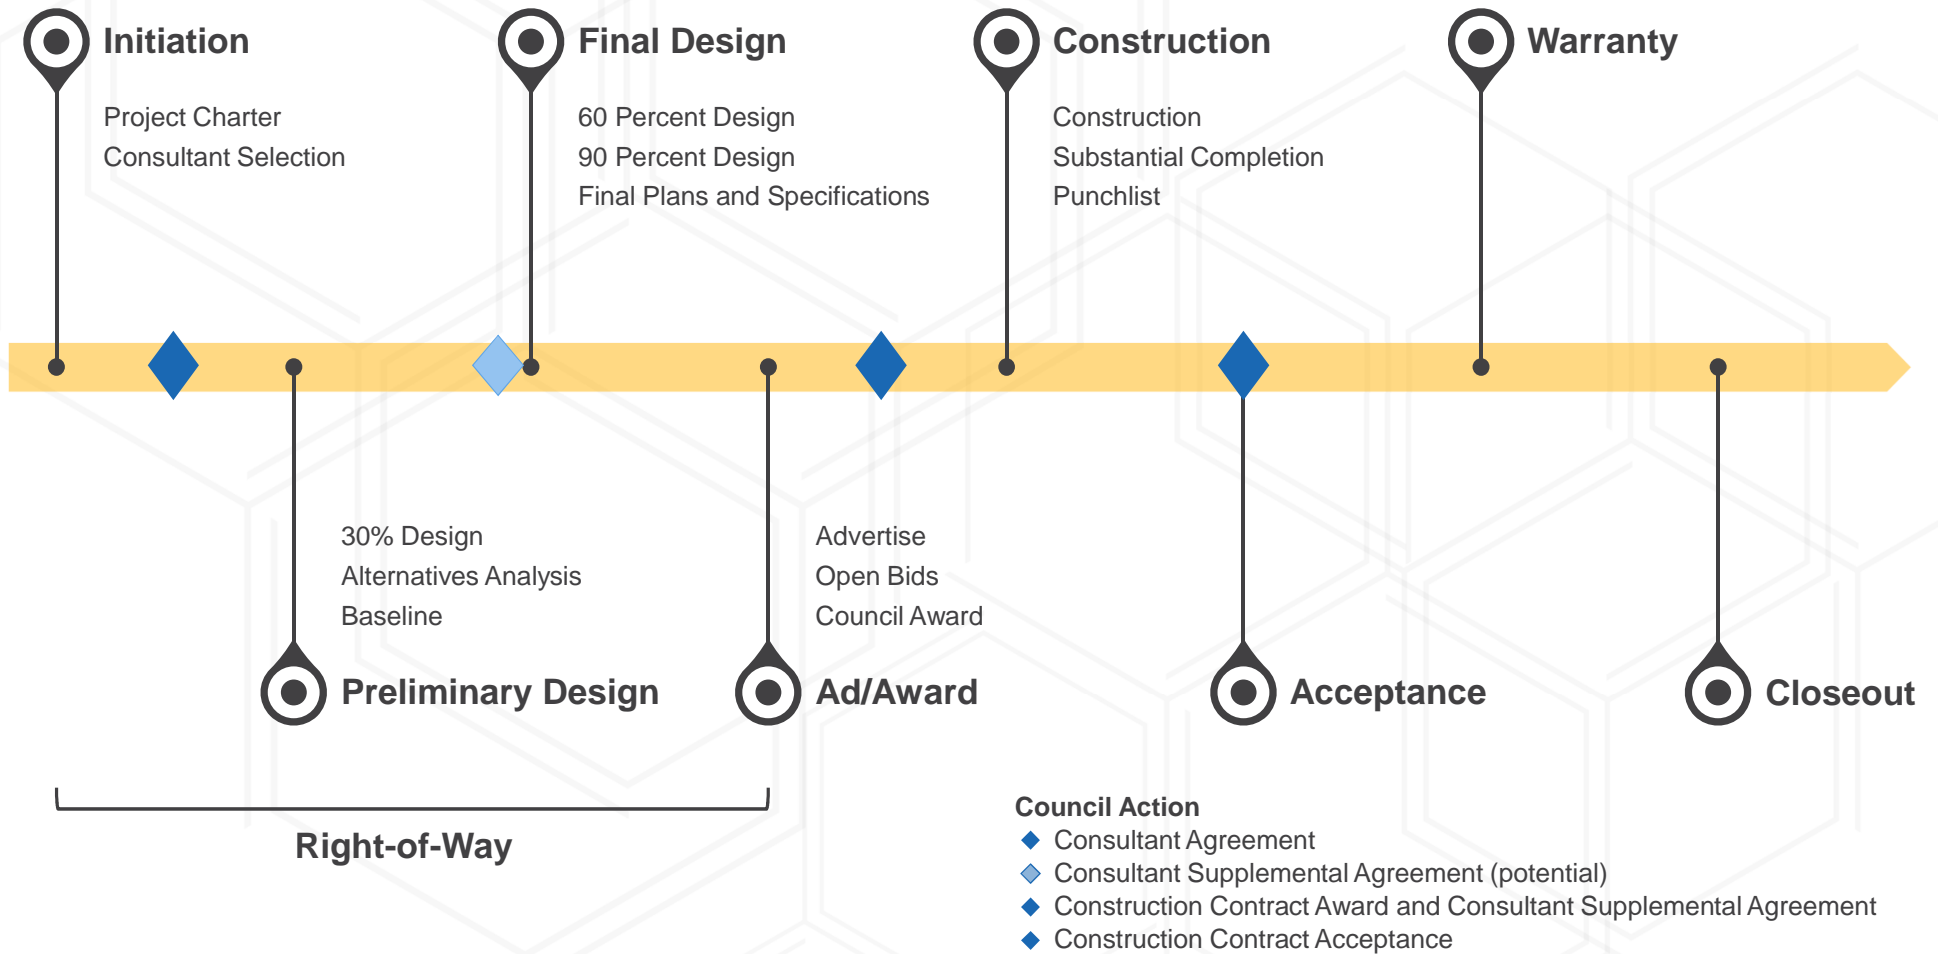 Initiation
Project Charter
Consultant Selection
Final Design
60 Percent Design
90 Percent Design
Final Plans and Specifications
Construction
Construction
Substantial Completion
Punchlist
Warranty
30% Design
Alternatives Analysis
Baseline
Preliminary Design
Advertise
Open Bids
Council Award
Ad/Award
Acceptance
Closeout
Right-of-Way
Council Action
Consultant Agreement
Consultant Supplemental Agreement (potential)
Construction Contract Award and Consultant Supplemental Agreement
Construction Contract Acceptance